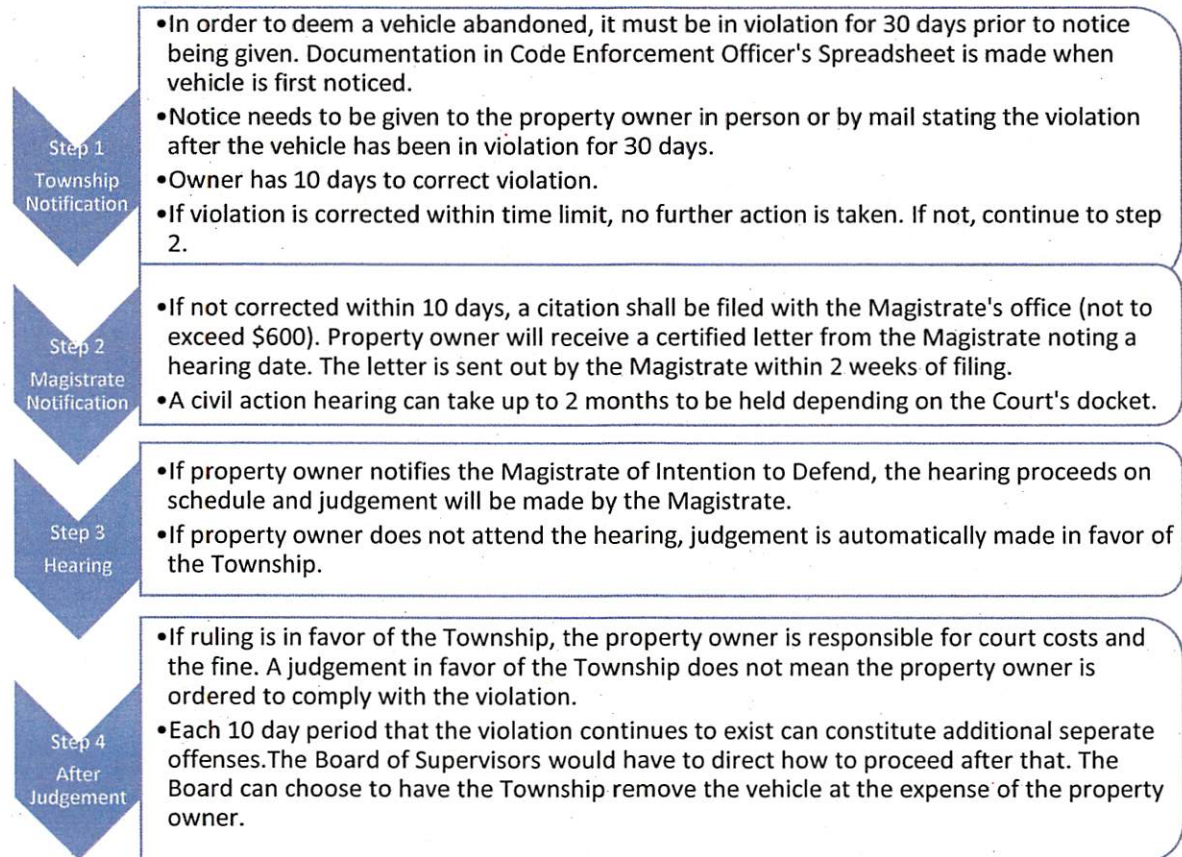 •In order to deem a vehicle abandoned, it must be in violation for 30 days prior to notice
being given. Documentation in Code Enforcement Officer's Spreadsheet is made when
vehicle is first noticed.
•Notice needs to be given to the property owner in person or by mail stating the violation
after the vehicle has been in violation for 30 days.
•Owner has 10 days to correct violation.
•If violation is corrected within time limit, no further action is taken. If not, continue to step
2.
Step 1
Township
Notification
•If not corrected within 10 days, a citation shall be filed with the Magistrate's office (not to
exceed $600). Property owner will receive a certified letter from the Magistrate noting a
hearing date. The letter is sent out by the Magistrate within 2 weeks of filing.
•A civil action hearing can take up to 2 months to be held depending on the Court's docket.
Step 2
Magistrate
Notification
•If property owner notifies the Magistrate of Intention to Defend, the hearing proceeds on
schedule and judgement will be made by the Magistrate.
•If property owner does not attend the hearing, judgement is automatically made in favor of
the Township.
Step 3
Hearing
•If ruling is in favor of the Township, the property owner is responsible for court costs and
the fine. A judgement in favor of the Township does not mean the property owner is
ordered to comply with the violation.
•Each 10 day period that the violation continues to exist can constitute additional seperate
offenses.The Board of Supervisors would have to direct how to proceed after that. The
Board can choose to have the Township remove the vehicle at the expense of the property
owner.
Step 4
After
Judgement